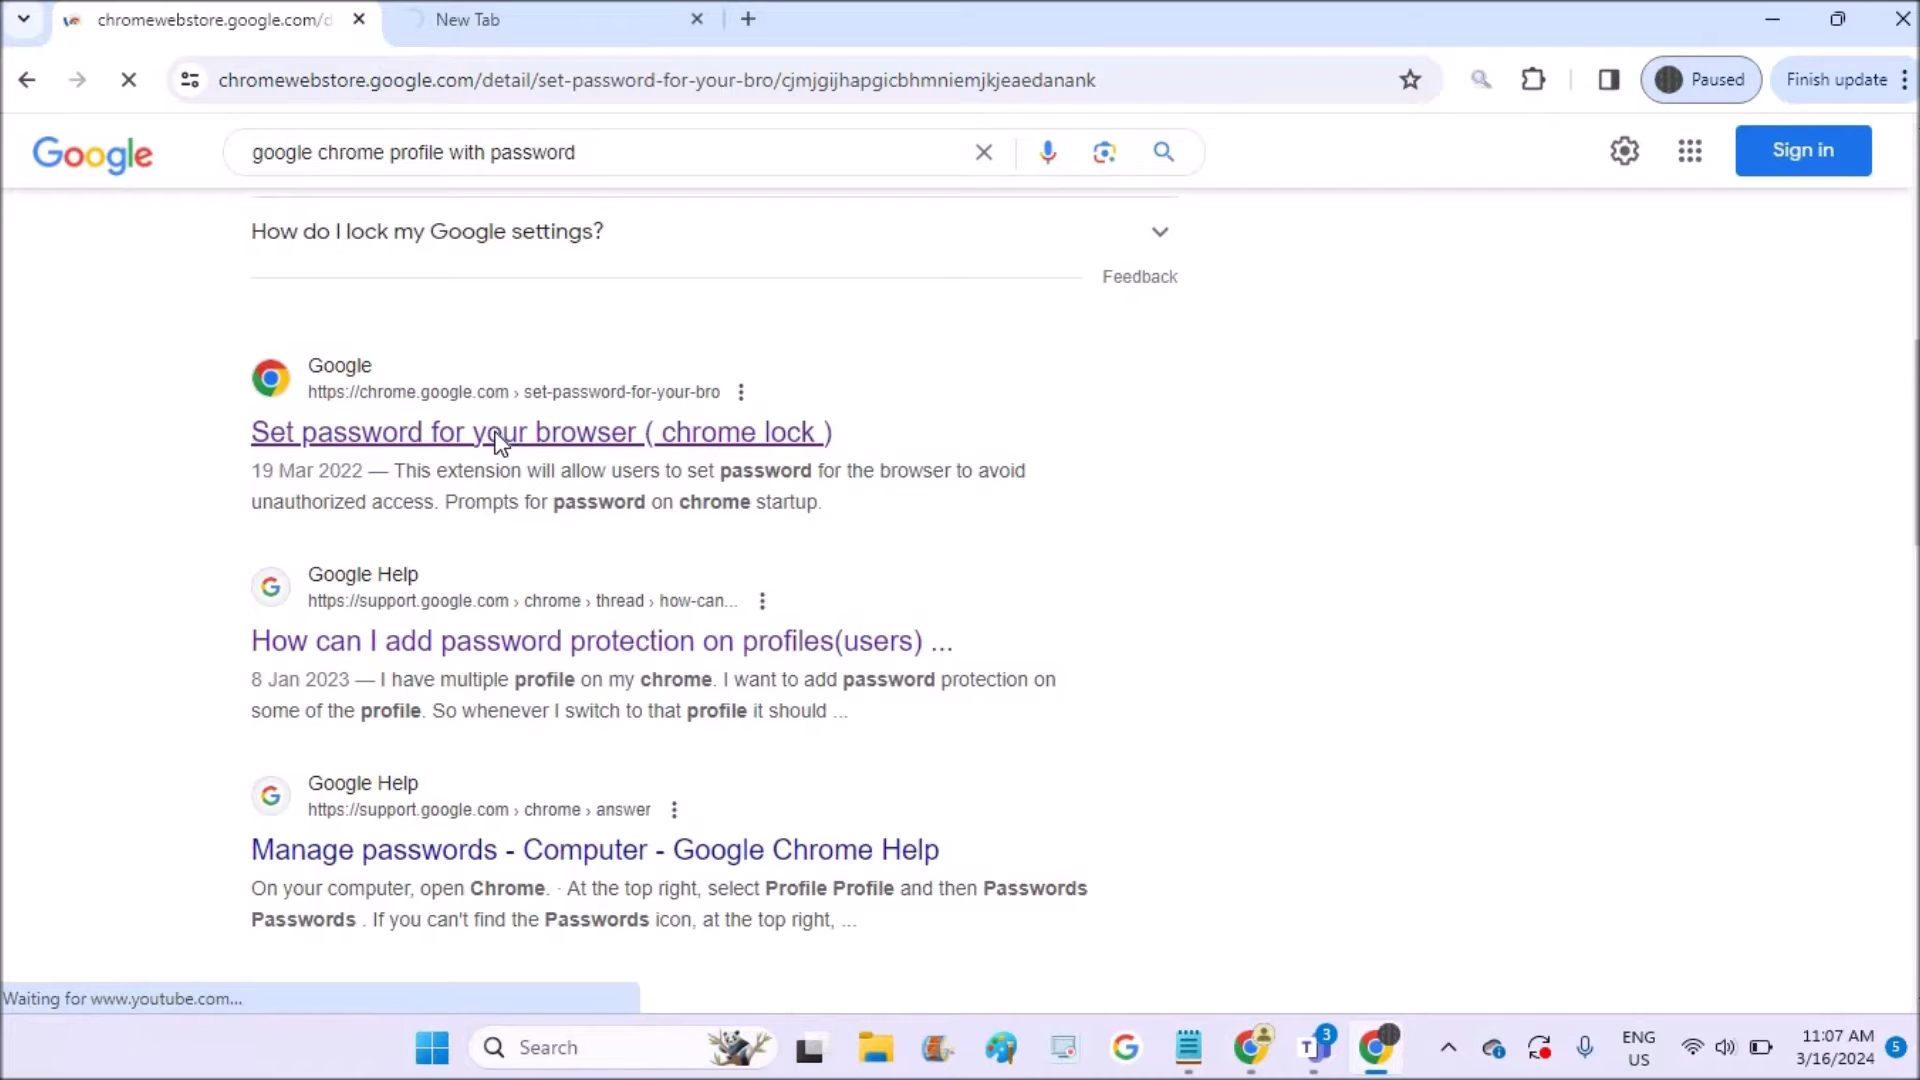 chromewebstore.google.com/d
New Tab
chromewebstore.google.com/detail/set-password-for-your-bro/cjmjgijhapgicbhmniemjkjeaedanank
Paused
Finish update
Google
google chrome profile with password
Sign in
How do I lock my Google settings?
Feedback
Google
https://chrome.google.com › set-password-for-your-bro
Set password for your browser ( chrome lock )
19 Mar 2022 — This extension will allow users to set password for the browser to avoid
unauthorized access. Prompts for password on chrome startup.
Google Help
https://support.google.com › chrome › thread › how-can...
How can I add password protection on profiles(users) ...
8 Jan 2023 — I have multiple profile on my chrome. I want to add password protection on
some of the profile. So whenever I switch to that profile it should ...
Google Help
https://support.google.com › chrome › answer
Manage passwords - Computer - Google Chrome Help
On your computer, open Chrome. · At the top right, select Profile Profile and then Passwords
Passwords . If you can't find the Passwords icon, at the top right, ...
Waiting for www.youtube.com...
Search
3
ENG
US
11:07 AM
3/16/2024
5